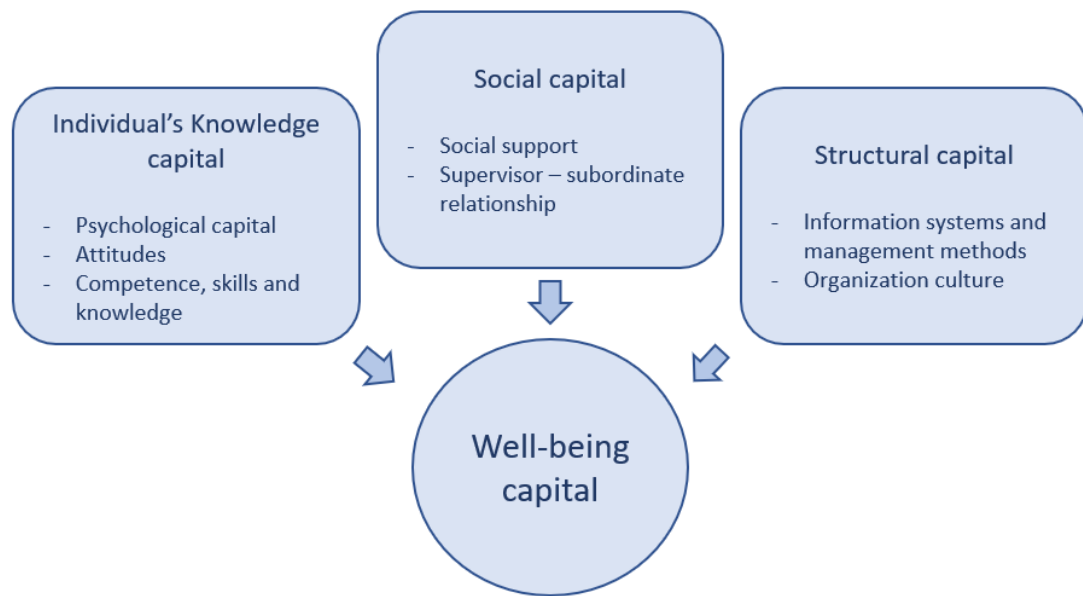 Individual's Knowledge
capital
- Psychological capital
- Attitudes
- Competence, skills and
knowledge
Social capital
- Social support
- Supervisor – subordinate
relationship
Structural capital
- Information systems and
management methods
- Organization culture
Well-being
capital